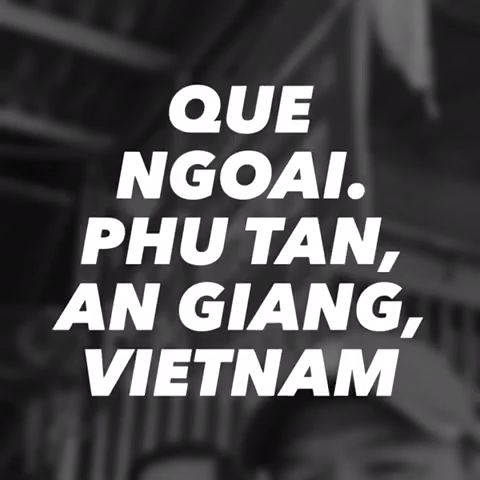 QUE
NGOAI.
PHU TAN,
AN GIANG,
VIETNAM